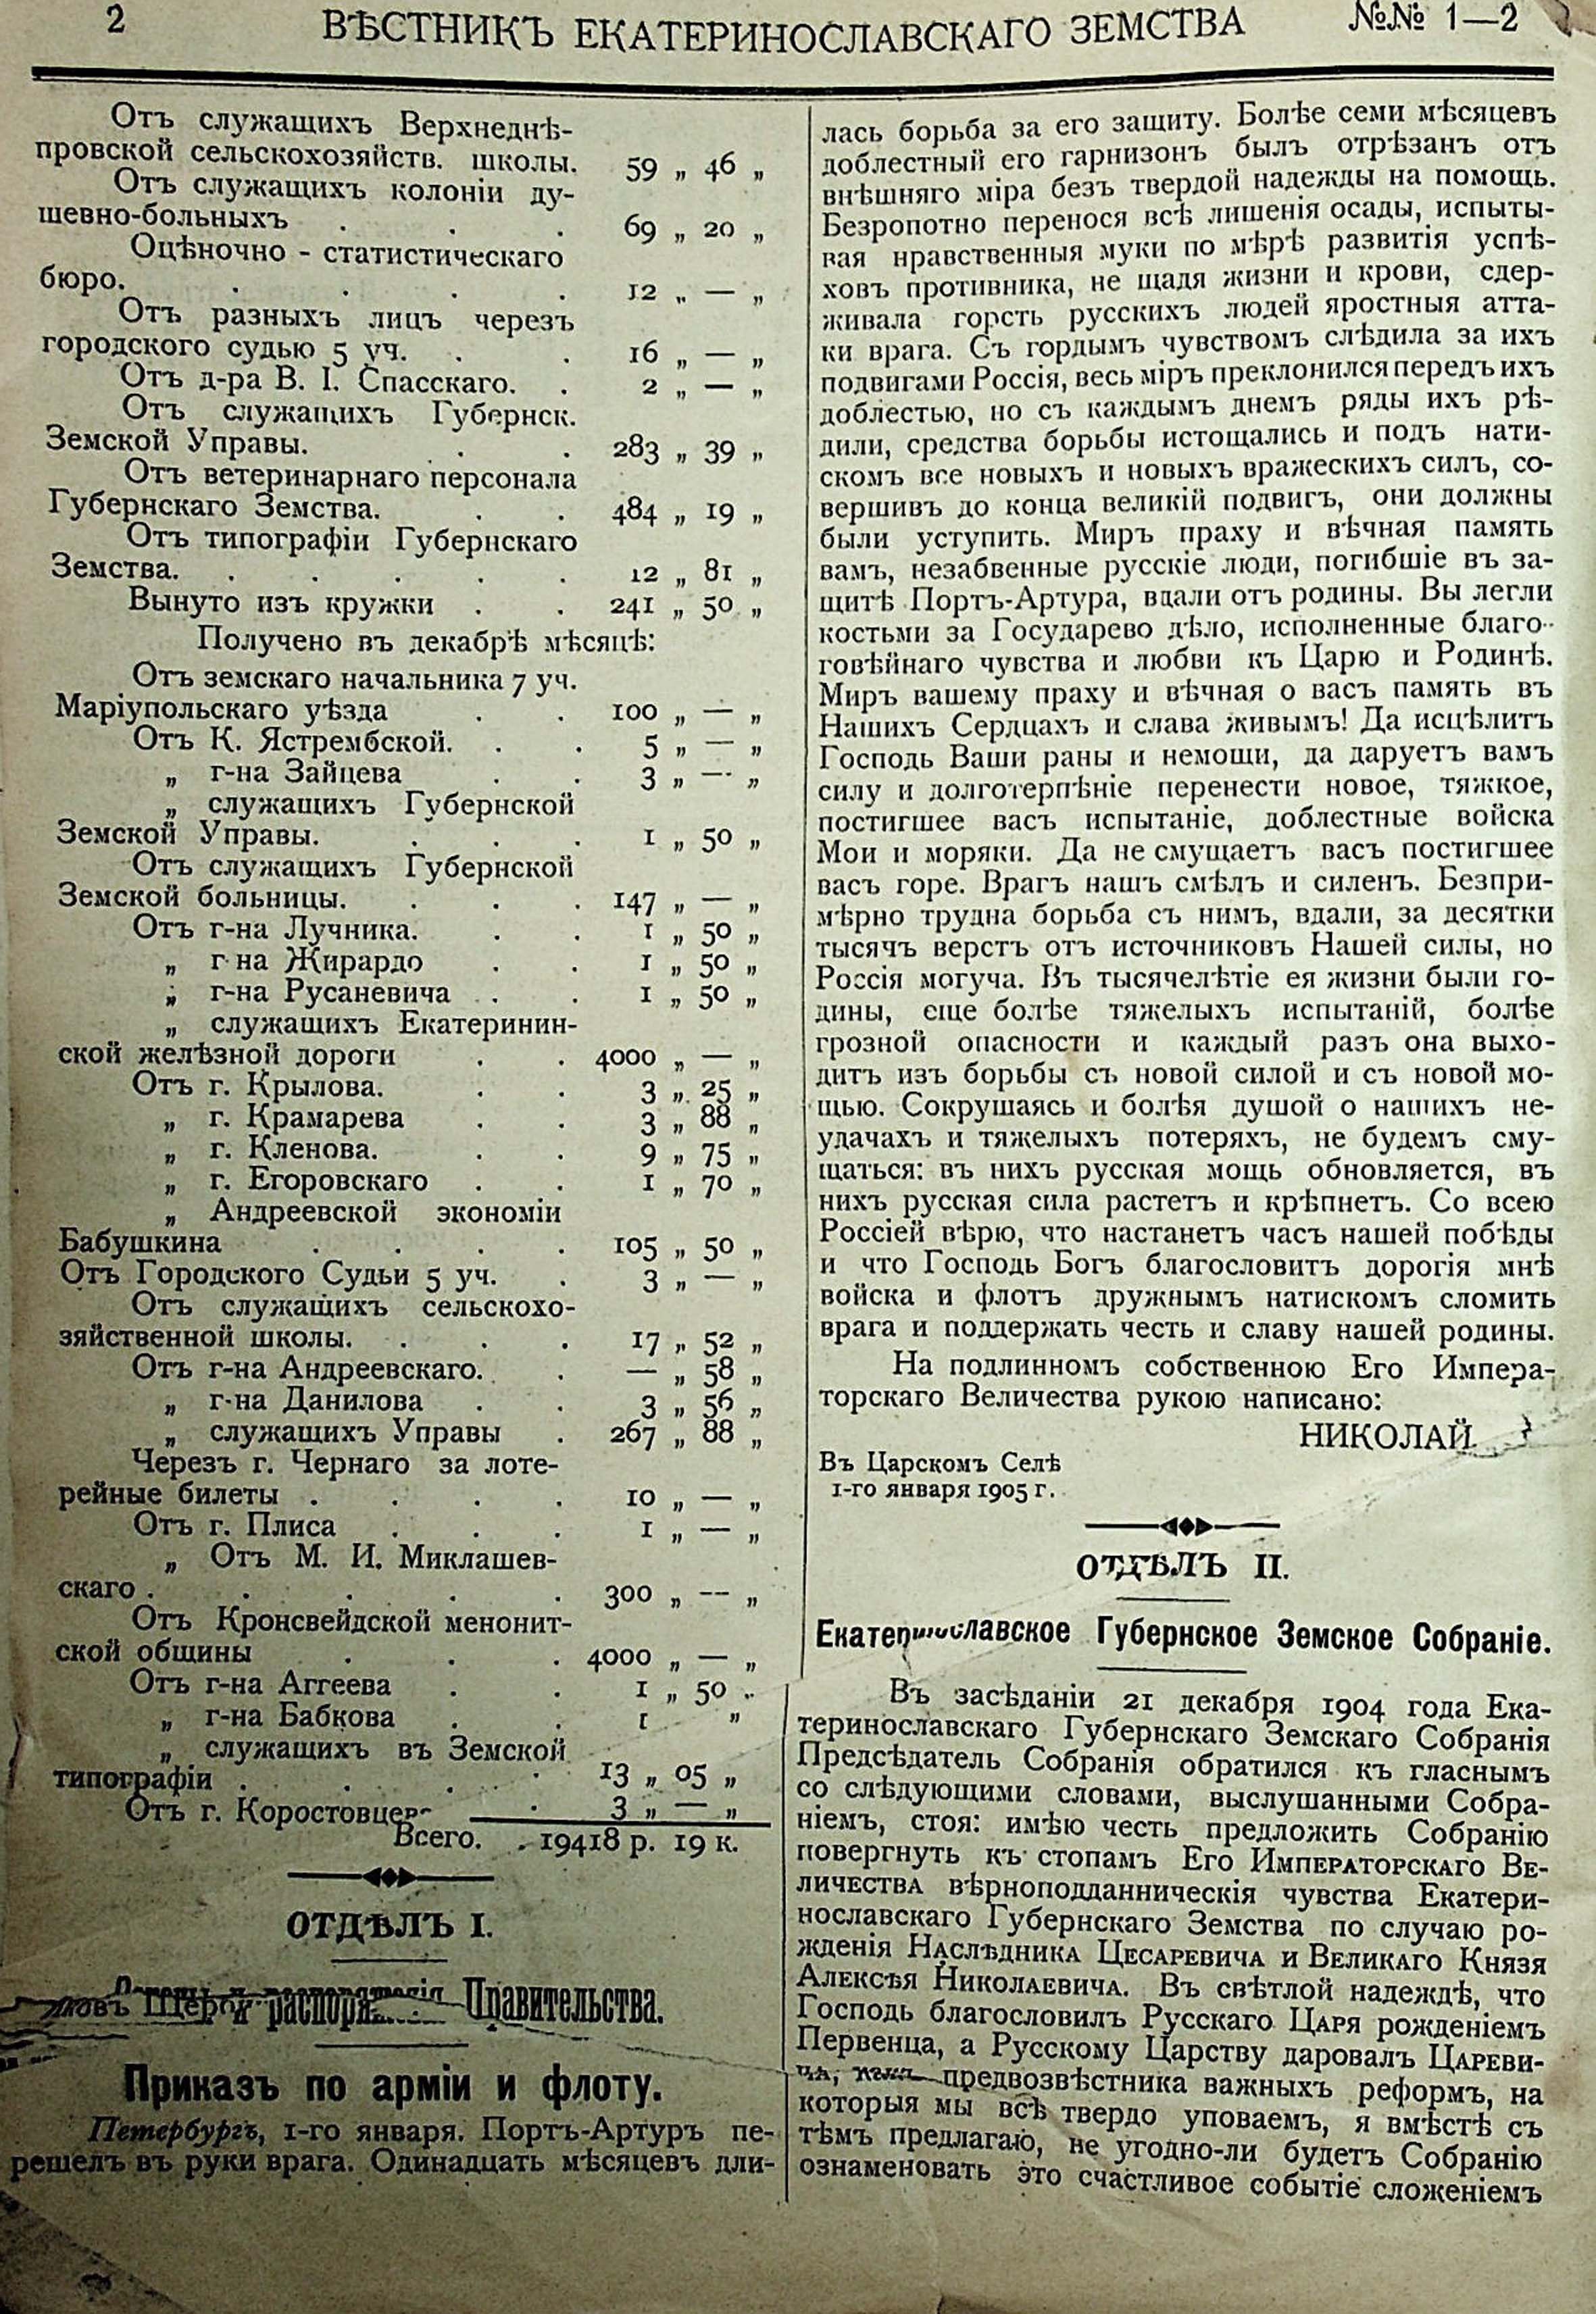 2 ВѢСТНИКЪ ЕКАТЕРИНОСЛАВСКАГО ЗЕМСТВА №№ 1—2
Отъ служащихъ Верхнеднѣ-
провской сельскохозяйств. школы. 59 „ 46 „
Отъ служащихъ колоніи ду-
шевно-больныхъ . . . 69 „ 20 „
Оцѣночно - статистическаго
бюро. . . . . 12 „ — „
Отъ разныхъ лицъ черезъ
городского судью 5 уч. . . 16 „ — „
Отъ д-ра В. І. Спасскаго. . 2 „ — „
Отъ служащихъ Губернск.
Земской Управы. . . 283 „ 39 „
Отъ ветеринарнаго персонала
Губернскаго Земства. . . 484 „ 19 „
Отъ типографіи Губернскаго
Земства. . . . . . 12 „ 81 „
Вынуто изъ кружки . . 241 „ 50 „
Получено въ декабрѣ мѣсяцѣ:
Отъ земскаго начальника 7 уч.
Маріупольскаго уѣзда . . 100 „ — „
Отъ К. Ястрембской. . . 5 „ — „
„ г-на Зайцева . . 3 „ — „
„ служащихъ Губернской
Земской Управы. . . . 1 „ 50 „
Отъ служащихъ Губернской
Земской больницы. . . . 147 „ — „
Отъ г-на Лучника. . . 1 „ 50 „
„ г-на Жирардо . . 1 „ 50 „
„ г-на Русаневича . . 1 „ 50 „
„ служащихъ Екатеринин-
ской желѣзной дороги . . 4000 „ — „
Отъ г. Крылова. . . 3 „ 25 „
„ г. Крамарева . . 3 „ 88 „
„ г. Кленова. . . 9 „ 75 „
„ г. Егоровскаго . . 1 „ 70 „
„ Андреевской экономіи
Бабушкина . . . . 105 „ 50 „
Отъ Городского Судьи 5 уч. . 3 „ — „
Отъ служащихъ сельскохо-
зяйственной школы. . . . 17 „ 52 „
Отъ г-на Андреевскаго. . — „ 58 „
„ г-на Данилова . . 3 „ 56 „
„ служащихъ Управы . 267 „ 88 „
Черезъ г. Чернаго за лоте-
рейные билеты . . . . 10 „ — „
Отъ г. Плиса . . . 1 „ — „
„ Отъ М. И. Миклашев-
скаго . . . . . . 300 „ — „
Отъ Кронсвейдской менонит-
ской общины . . . 4000 „ — „
Отъ г-на Аггеева . . 1 „ 50 „
„ г-на Бабкова . . 1 „
„ служащихъ въ Земской
типографіи . . . . . 13 „ 05 „
Отъ г. Коростовцев . 3 „ — „
Всего. . 19418 р. 19 к.
ОТДѢЛЪ I.
Правительства.
Приказъ по арміи и флоту.
Петербургъ, 1-го января. Портъ-Артуръ пе-
решелъ въ руки врага. Одинадцать мѣсяцевъ дли-
лась борьба за его защиту. Болѣе семи мѣсяцевъ
доблестный его гарнизонъ былъ отрѣзанъ отъ
внѣшняго міра безъ твердой надежды на помощь.
Безропотно перенося всѣ лишенія осады, испыты-
вая нравственныя муки по мѣрѣ развитія успѣ-
ховъ противника, не щадя жизни и крови, сдер-
живала горсть русскихъ людей яростныя атта-
ки врага. Съ гордымъ чувствомъ слѣдила за ихъ
подвигами Россія, весь міръ преклонился передъ ихъ
доблестью, но съ каждымъ днемъ ряды ихъ рѣ-
дили, средства борьбы истощались и подъ нати-
скомъ все новыхъ и новыхъ вражескихъ силъ, со-
вершивъ до конца великій подвигъ, они должны
были уступить. Миръ праху и вѣчная память
вамъ, незабвенные русскіе люди, погибшіе въ за-
щитѣ Портъ-Артура, вдали отъ родины. Вы легли
костьми за Государево дѣло, исполненные благо-
говѣйнаго чувства и любви къ Царю и Родинѣ.
Миръ вашему праху и вѣчная о васъ память въ
Нашихъ Сердцахъ и слава живымъ! Да исцѣлитъ
Господь Ваши раны и немощи, да даруетъ вамъ
силу и долготерпѣніе перенести новое, тяжкое,
постигшее васъ испытаніе, доблестные войска
Мои и моряки. Да не смущаетъ васъ постигшее
васъ горе. Врагъ нашъ смѣлъ и силенъ. Безпри-
мѣрно трудна борьба съ нимъ, вдали, за десятки
тысячъ верстъ отъ источниковъ Нашей силы, но
Россія могуча. Въ тысячелѣтіе ея жизни были го-
дины, еще болѣе тяжелыхъ испытаній, болѣе
грозной опасности и каждый разъ она выхо-
дитъ изъ борьбы съ новой силой и съ новой мо-
щью. Сокрушаясь и болѣя душой о нашихъ не-
удачахъ и тяжелыхъ потеряхъ, не будемъ сму-
щаться: въ нихъ русская мощь обновляется, въ
нихъ русская сила растетъ и крѣпнетъ. Со всею
Россіей вѣрю, что настанетъ часъ нашей побѣды
и что Господь Богъ благословитъ дорогія мнѣ
войска и флотъ дружнымъ натискомъ сломить
врага и поддержать честь и славу нашей родины.
На подлинномъ собственною Его Импера-
торскаго Величества рукою написано:
НИКОЛАЙ.
Въ Царскомъ Селѣ
1-го января 1905 г.
ОТДѢЛЪ II.
Екатеринославское Губернское Земское Собраніе.
Въ засѣданіи 21 декабря 1904 года Ека-
теринославскаго Губернскаго Земскаго Собранія
Предсѣдатель Собранія обратился къ гласнымъ
со слѣдующими словами, выслушанными Собра-
ніемъ, стоя: имѣю честь предложить Собранію
повергнуть къ стопамъ Его Императорскаго Ве-
личества вѣрноподданническія чувства Екатери-
нославскаго Губернскаго Земства по случаю ро-
жденія Наслѣдника Цесаревича и Великаго Князя
Алексѣя Николаевича. Въ свѣтлой надеждѣ, что
Господь благословилъ Русскаго Царя рожденіемъ
Первенца, а Русскому Царству даровалъ Цареви-
ча, предвозвѣстника важныхъ реформъ, на
которыя мы всѣ твердо уповаемъ, я вмѣстѣ съ
тѣмъ предлагаю, не угодно-ли будетъ Собранію
ознаменовать это счастливое событіе сложеніемъ